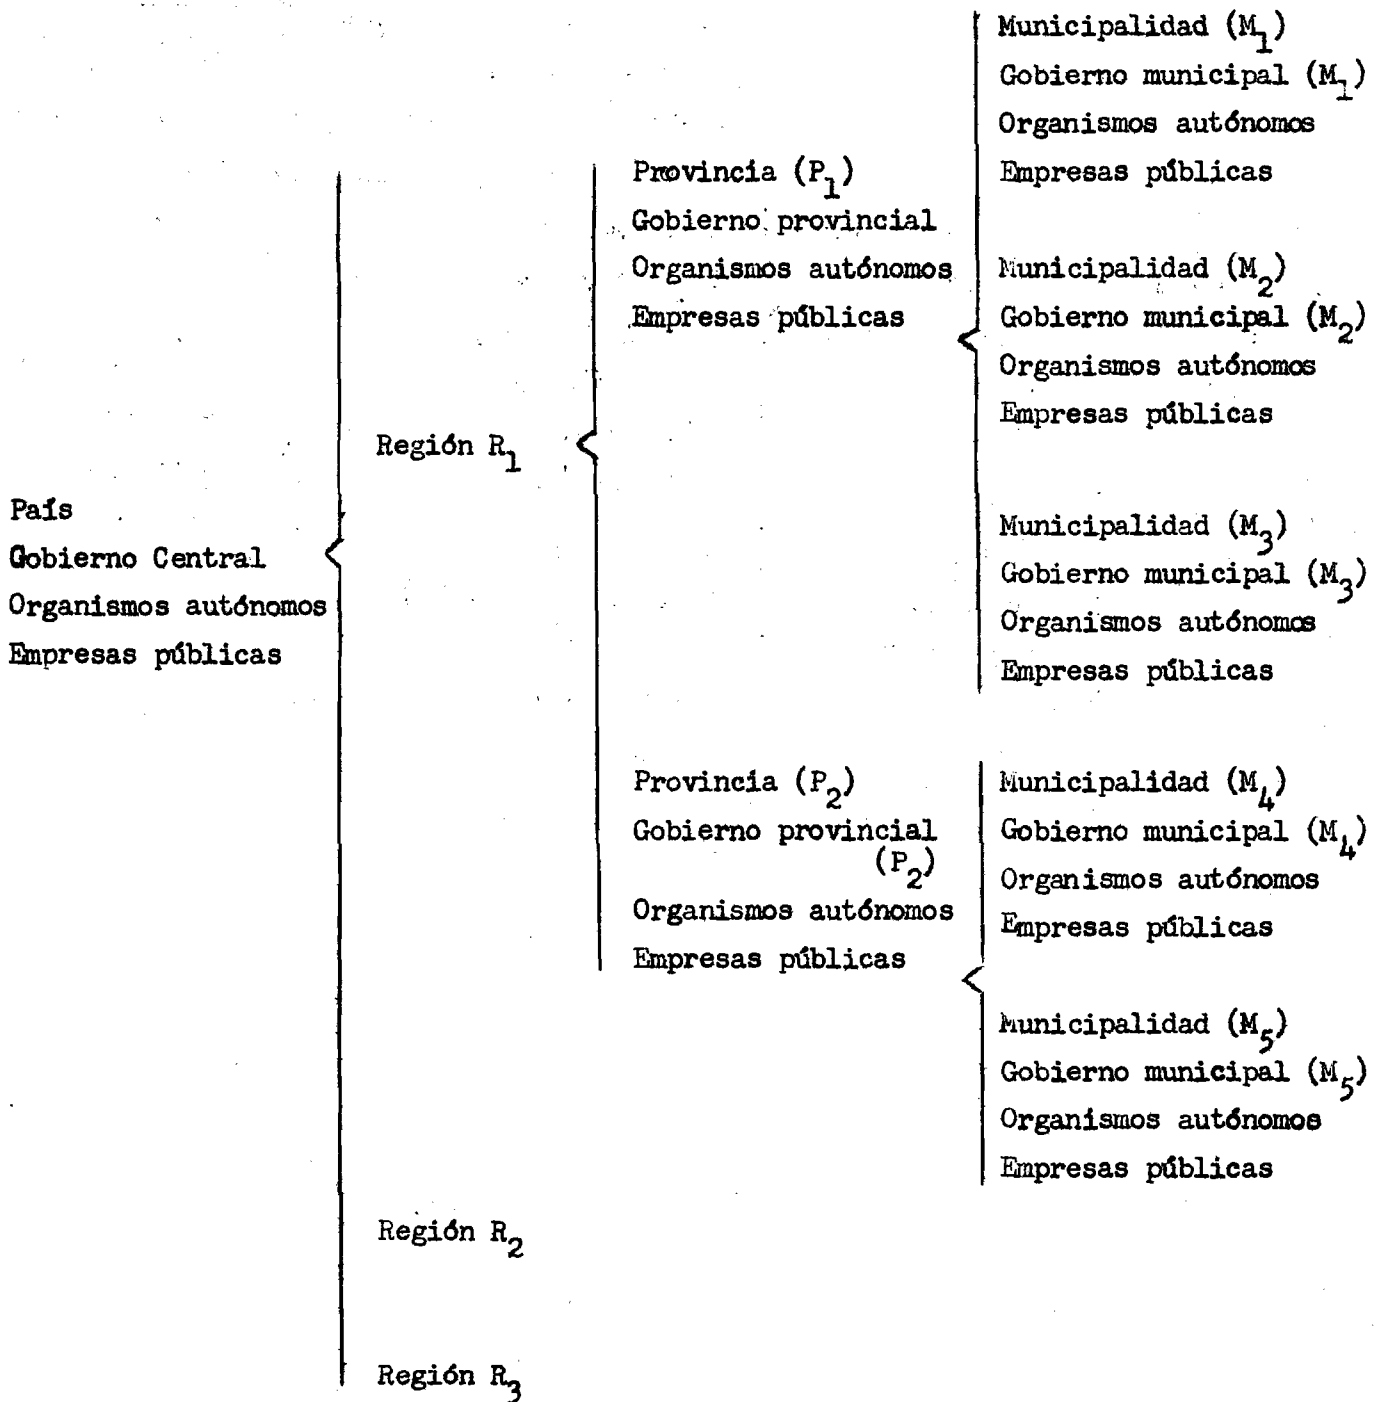 País
Gobierno Central
Organismos autónomos
Empresas públicas
Región R1
Provincia (P1)
Gobierno provincial
Organismos autónomos
Empresas públicas
Municipalidad (M1)
Gobierno municipal (M1)
Organismos autónomos
Empresas públicas
Municipalidad (M2)
Gobierno municipal (M2)
Organismos autónomos
Empresas públicas
Municipalidad (M3)
Gobierno municipal (M3)
Organismos autónomos
Empresas públicas
Provincia (P2)
Gobierno provincial
(P2)
Organismos autónomos
Empresas públicas
Municipalidad (M4)
Gobierno municipal (M4)
Organismos autónomos
Empresas públicas
Municipalidad (M5)
Gobierno municipal (M5)
Organismos autónomos
Empresas públicas
Región R2
Región R3